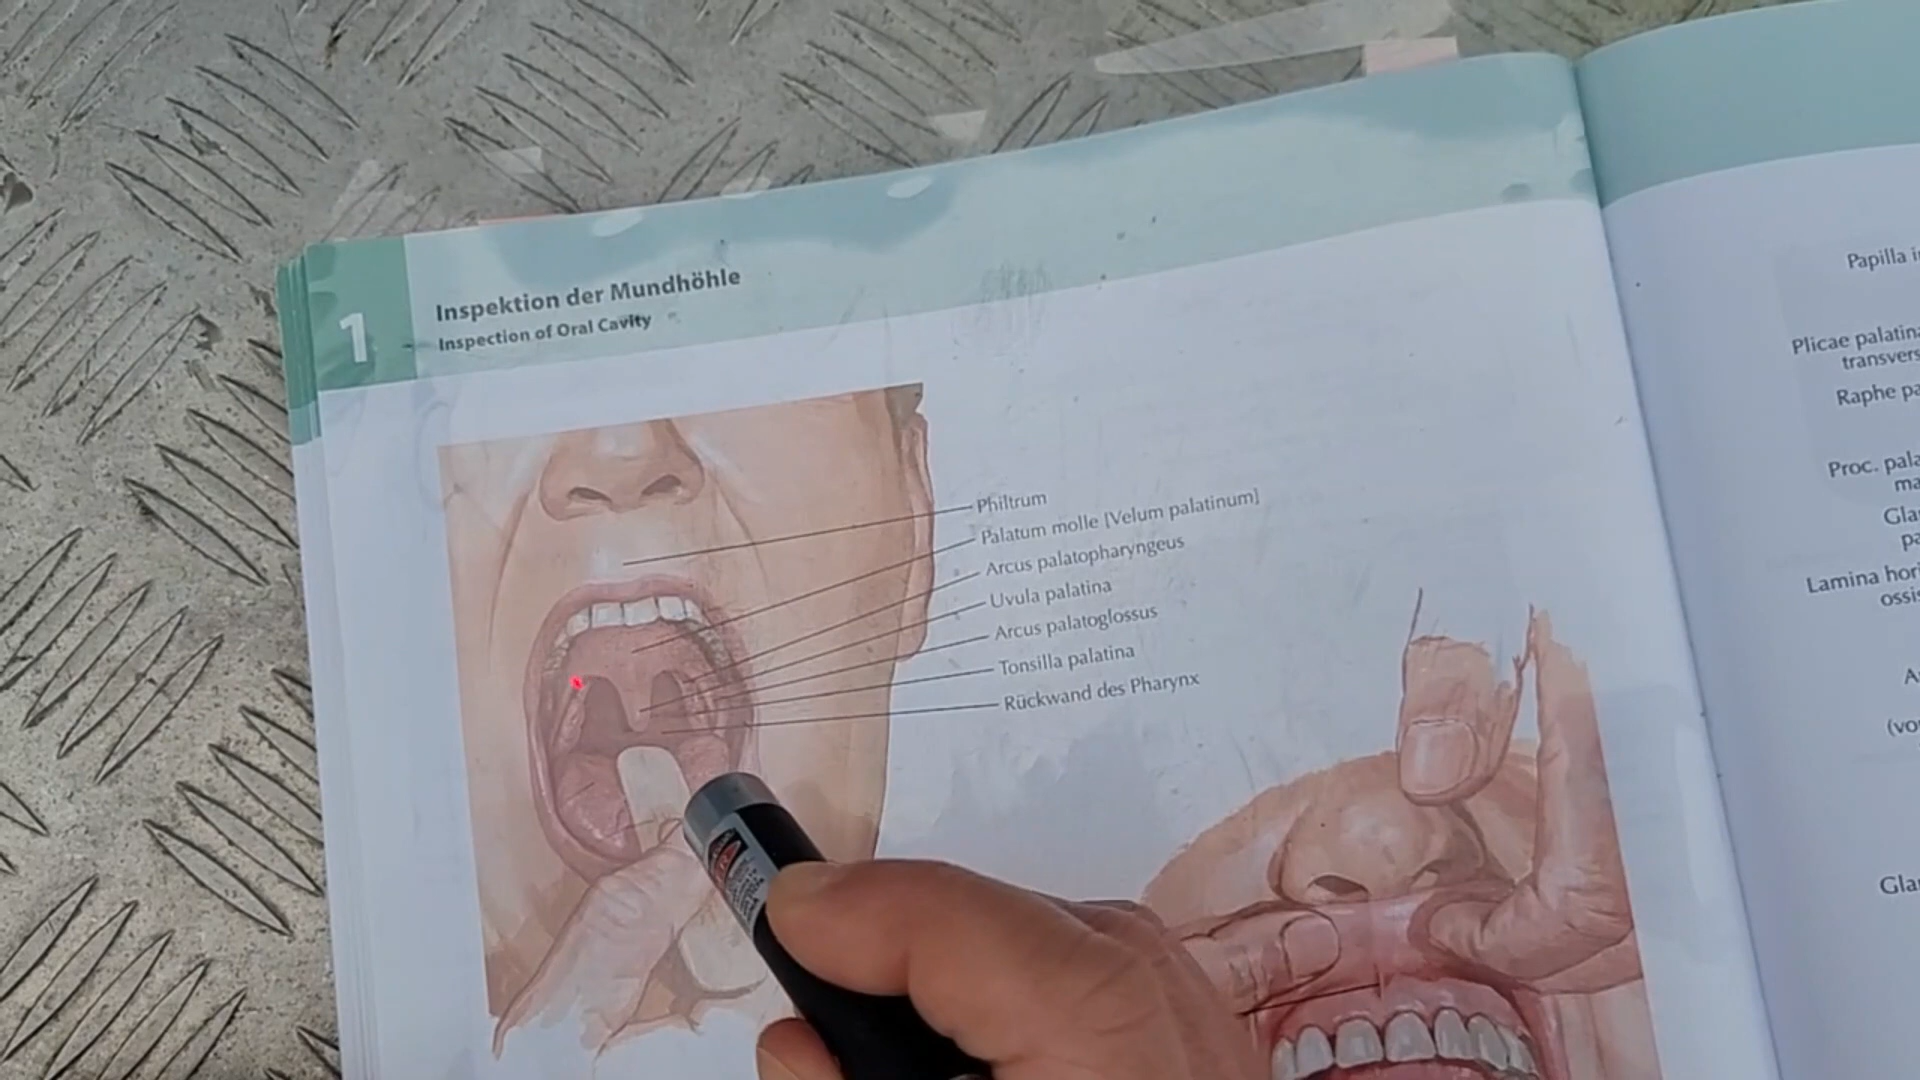 1
Inspektion der Mundhöhle
Inspection of Oral Cavity
Philtrum
Palatum molle [Velum palatinum]
Arcus palatopharyngeus
Uvula palatina
Arcus palatoglossus
Tonsilla palatina
Rückwand des Pharynx
Papilla i
Plicae palatin
transvers
Raphe pa
Proc. pala
ma
Gla
pa
Lamina hori
ossis
A
(vo
Gla